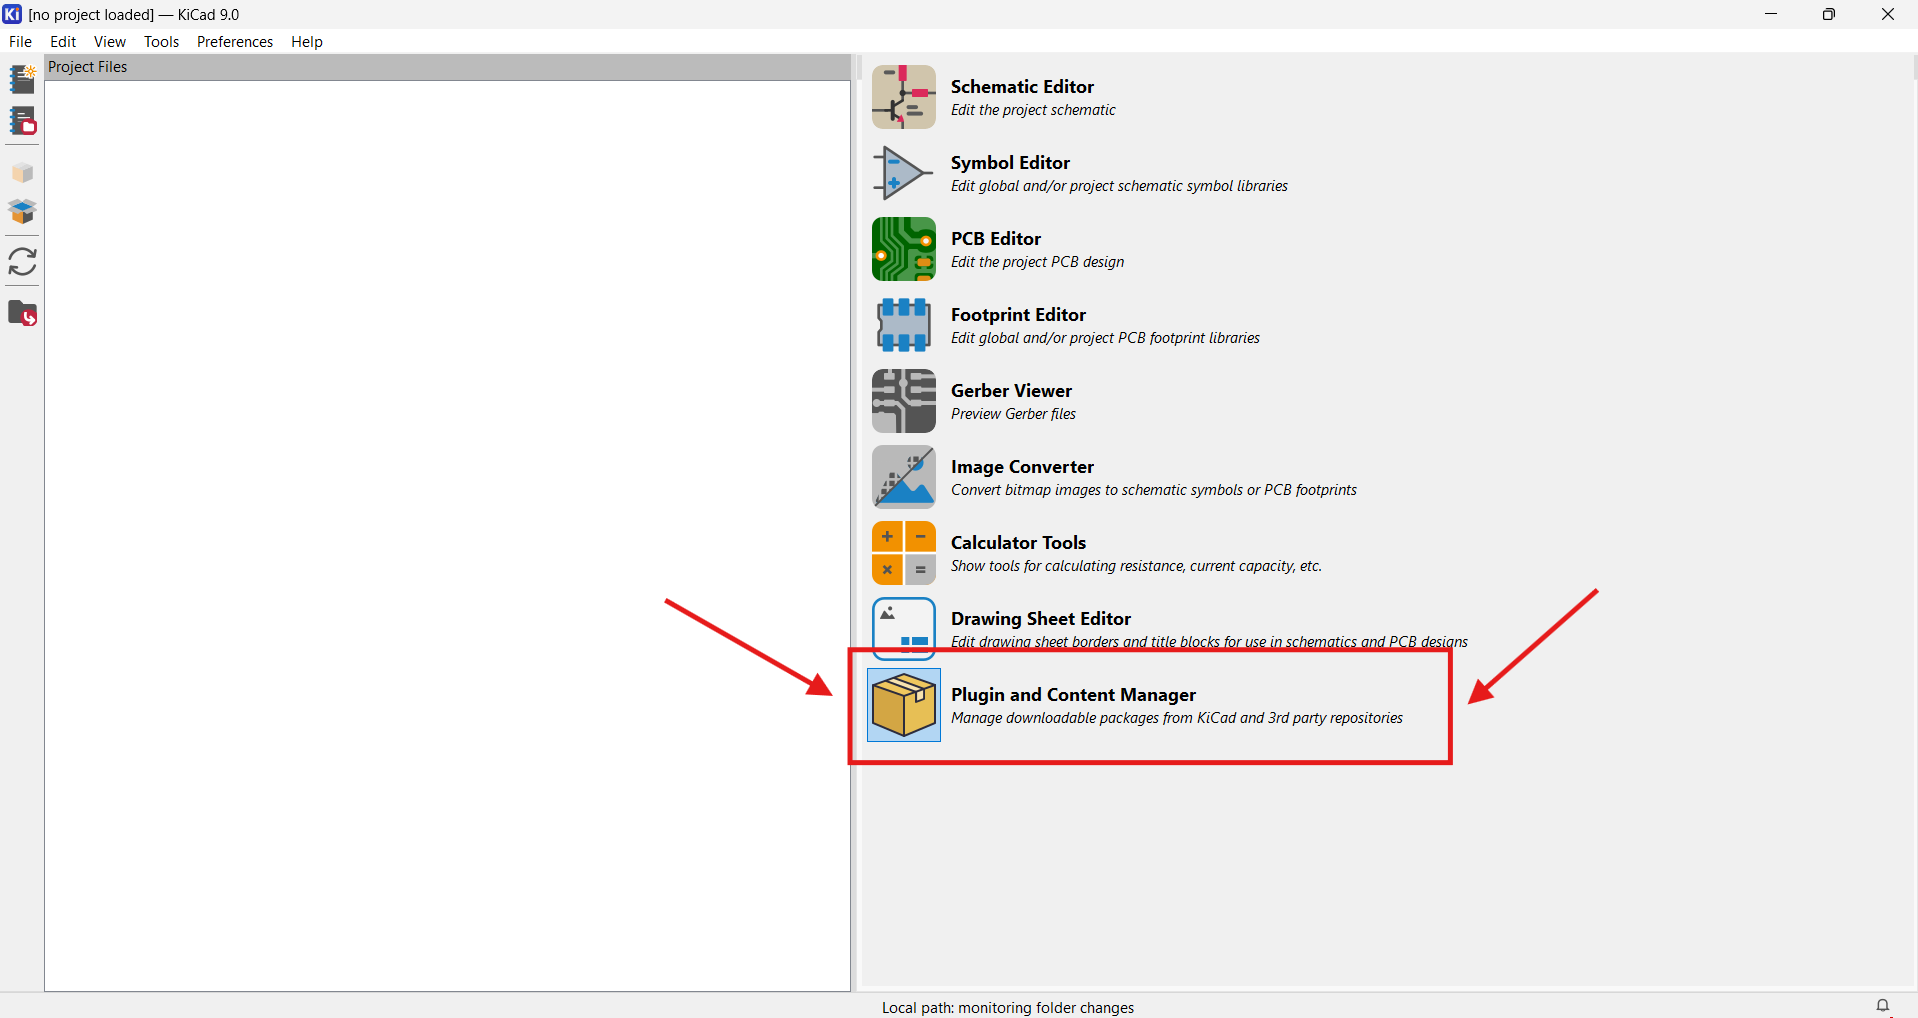 Ki [no project loaded] — KiCad 9.0
File Edit View Tools Preferences Help
Project Files
Schematic Editor
Edit the project schematic
Symbol Editor
Edit global and/or project schematic symbol libraries
PCB Editor
Edit the project PCB design
Footprint Editor
Edit global and/or project PCB footprint libraries
Gerber Viewer
Preview Gerber files
Image Converter
Convert bitmap images to schematic symbols or PCB footprints
Calculator Tools
Show tools for calculating resistance, current capacity, etc.
Drawing Sheet Editor
Edit drawing sheet borders and title blocks for use in schematics and PCB designs
Plugin and Content Manager
Manage downloadable packages from KiCad and 3rd party repositories
Local path: monitoring folder changes